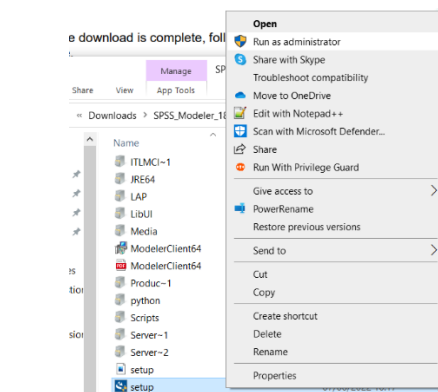 e download is complete, foll
Manage
SP
Share
View
App Tools
« Downloads > SPSS_Modeler_18
Name
ITLMCI~1
JRE64
LAP
LibUI
Media
ModelerClient64
ModelerClient64
Produc~1
python
Scripts
Server~1
Server~2
setup
setup
es
tion
sion
Open
Run as administrator
Share with Skype
Troubleshoot compatibility
Move to OneDrive
Edit with Notepad++
Scan with Microsoft Defender...
Share
Run With Privilege Guard
Give access to
PowerRename
Restore previous versions
Send to
Cut
Copy
Create shortcut
Delete
Rename
Properties